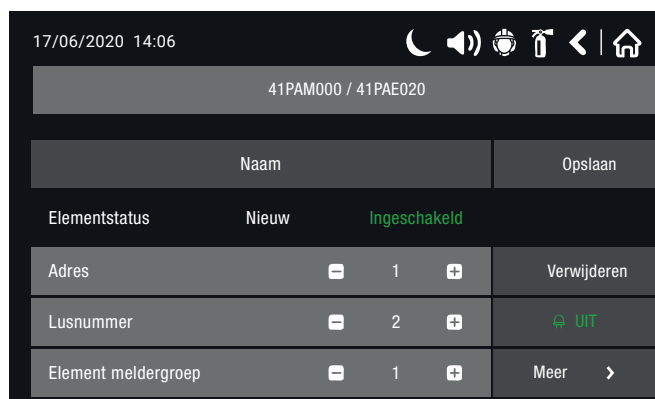 17/06/2020 14:06
41PAM000 / 41PAE020
Naam Opslaan
Elementstatus Nieuw Ingeschakeld
Adres 1 Verwijderen
Lusnummer 2 UIT
Element meldergroep 1 Meer